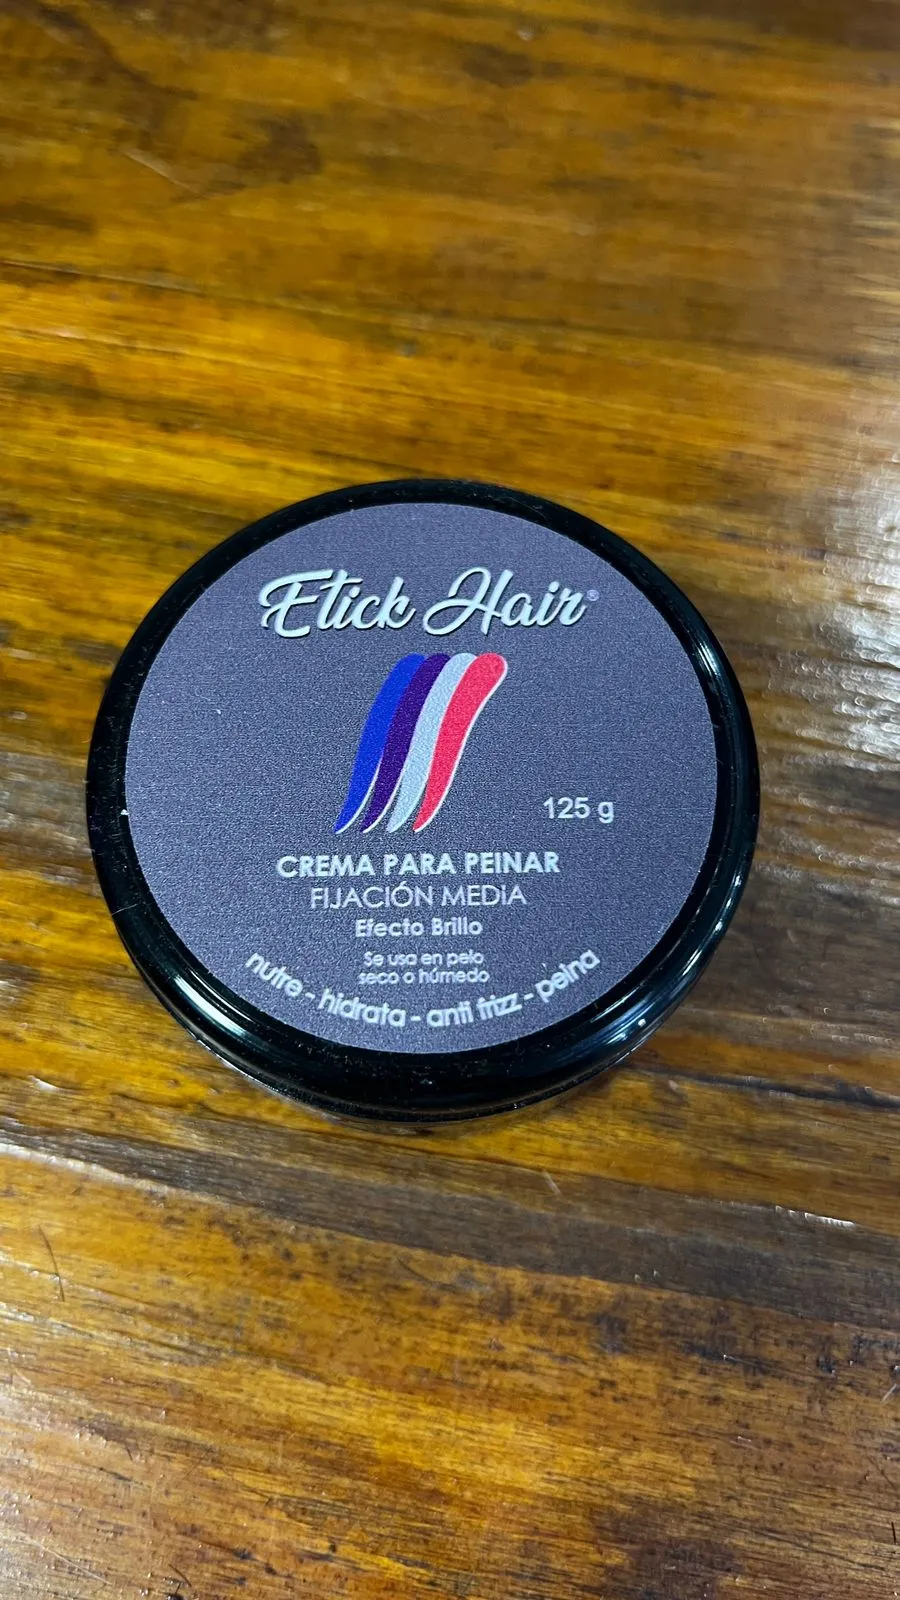 Etick Hair®
125 g
CREMA PARA PEINAR
FIJACIÓN MEDIA
Efecto Brillo
Se usa en pelo
seco o húmedo
nutre - hidrata - anti frizz - peina